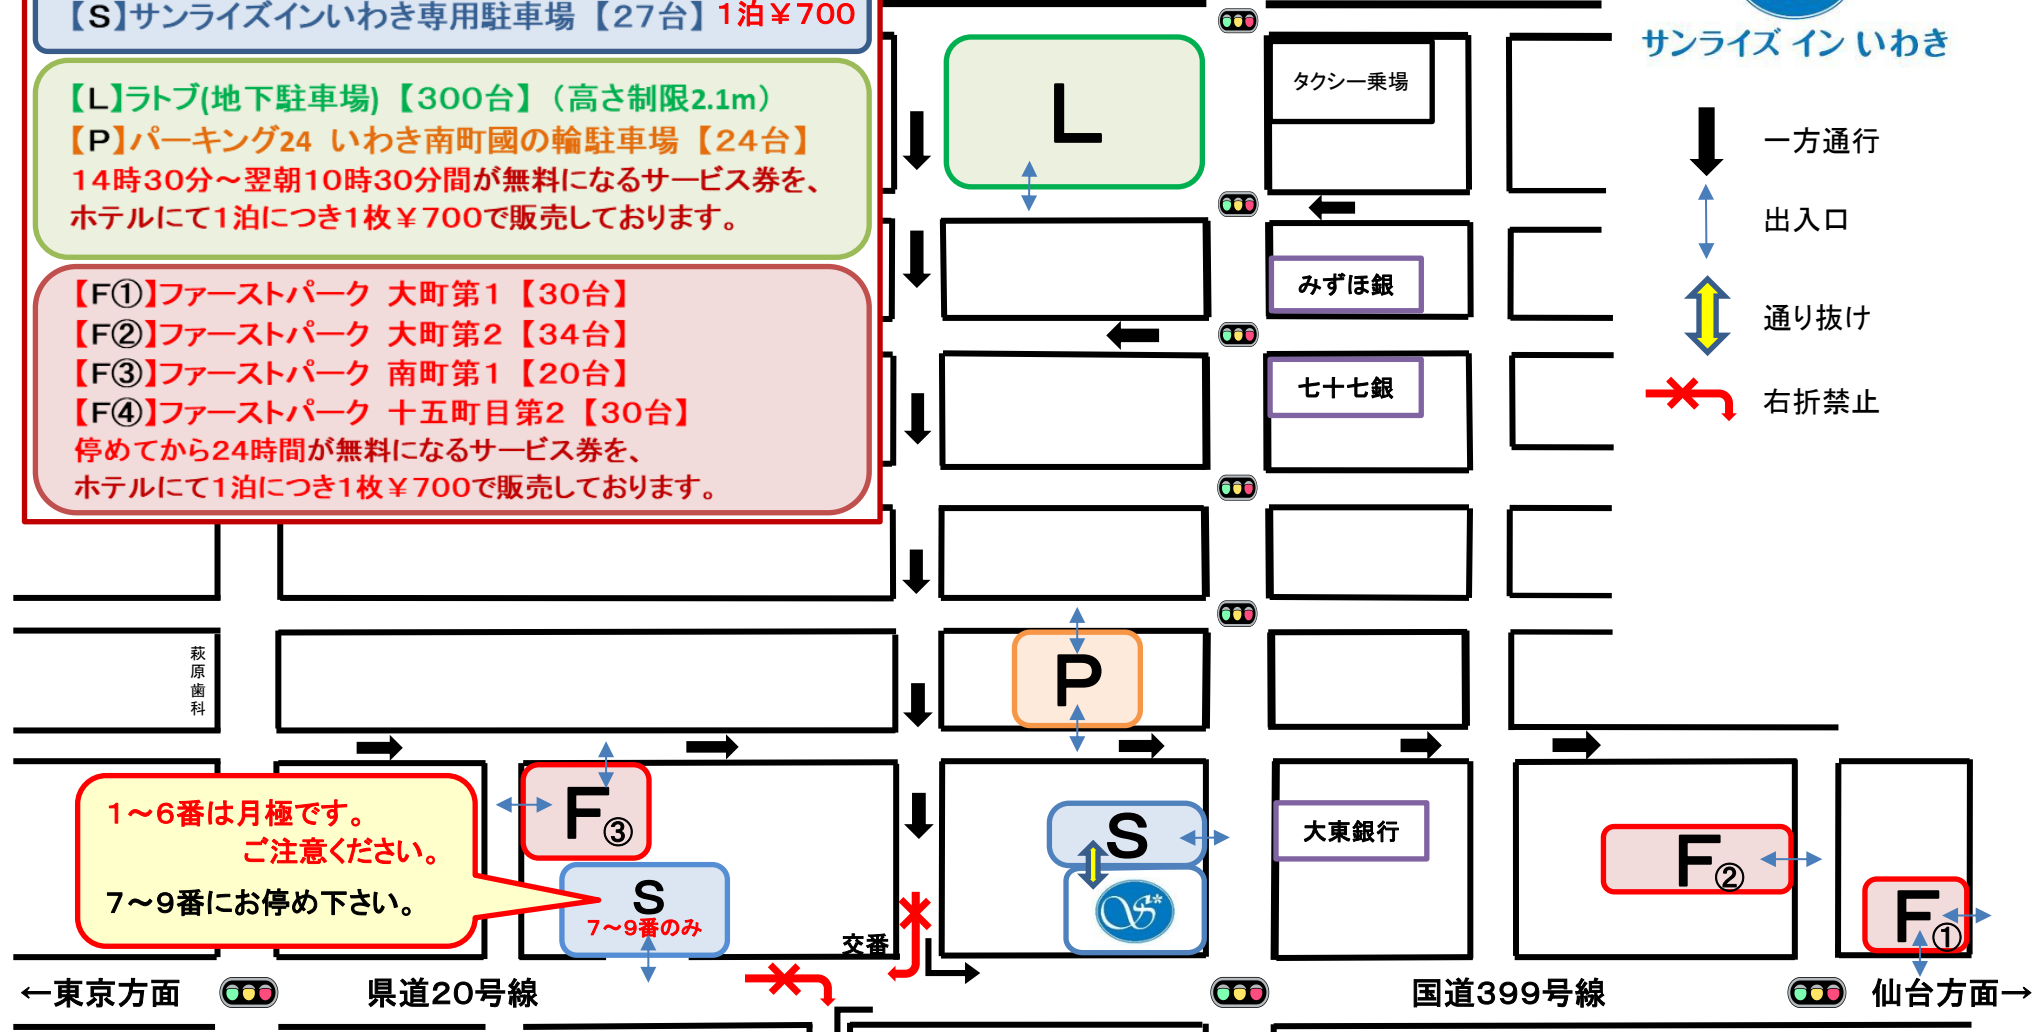 【S】サンライズインいわき専用駐車場【27台】1泊￥700
【L】ラトブ(地下駐車場)【300台】（高さ制限2.1m）
【P】パーキング24 いわき南町國の輪駐車場【24台】
14時30分～翌朝10時30分間が無料になるサービス券を、
ホテルにて1泊につき1枚￥700で販売しております。
【F①】ファーストパーク 大町第1【30台】
【F②】ファーストパーク 大町第2【34台】
【F③】ファーストパーク 南町第1【20台】
【F④】ファーストパーク 十五町目第2【30台】
停めてから24時間が無料になるサービス券を、
ホテルにて1泊につき1枚￥700で販売しております。
サンライズ イン いわき
一方通行
出入口
通り抜け
右折禁止
L
タクシー乗場
みずほ銀
七十七銀
萩原歯科
P
F③
S
7～9番のみ
1～6番は月極です。
ご注意ください。
7～9番にお停め下さい。
交番
S
大東銀行
F②
F①
←東京方面
県道20号線
国道399号線
仙台方面→